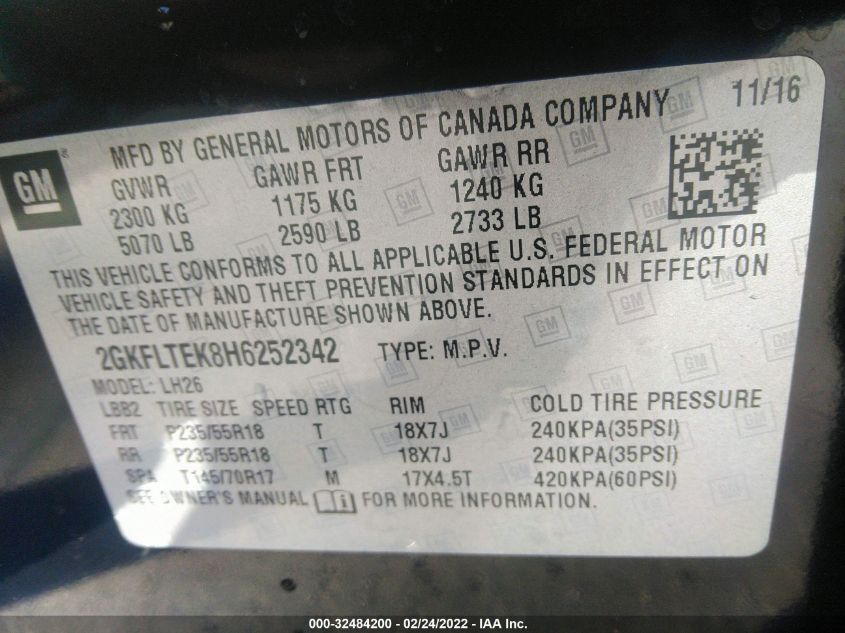 11/16
MFD BY GENERAL MOTORS OF CANADA COMPANY
GM
GVWR GAWR FRT GAWR RR
2300 KG 1175 KG 1240 KG
5070 LB 2590 LB 2733 LB
THIS VEHICLE CONFORMS TO ALL APPLICABLE U.S. FEDERAL MOTOR
VEHICLE SAFETY AND THEFT PREVENTION STANDARDS IN EFFECT ON
THE DATE OF MANUFACTURE SHOWN ABOVE.
2GKFLTEK8H6252342 TYPE: M.P.V.
MODEL: LH26
LBB2 TIRE SIZE SPEED RTG RIM COLD TIRE PRESSURE
FRT P235/55R18 T 18X7J 240KPA(35PSI)
RR P235/55R18 T 18X7J 240KPA(35PSI)
SPA T145/70R17 M 17X4.5T 420KPA(60PSI)
SEE OWNER'S MANUAL FOR MORE INFORMATION.
000-32484200 - 02/24/2022 - IAA Inc.